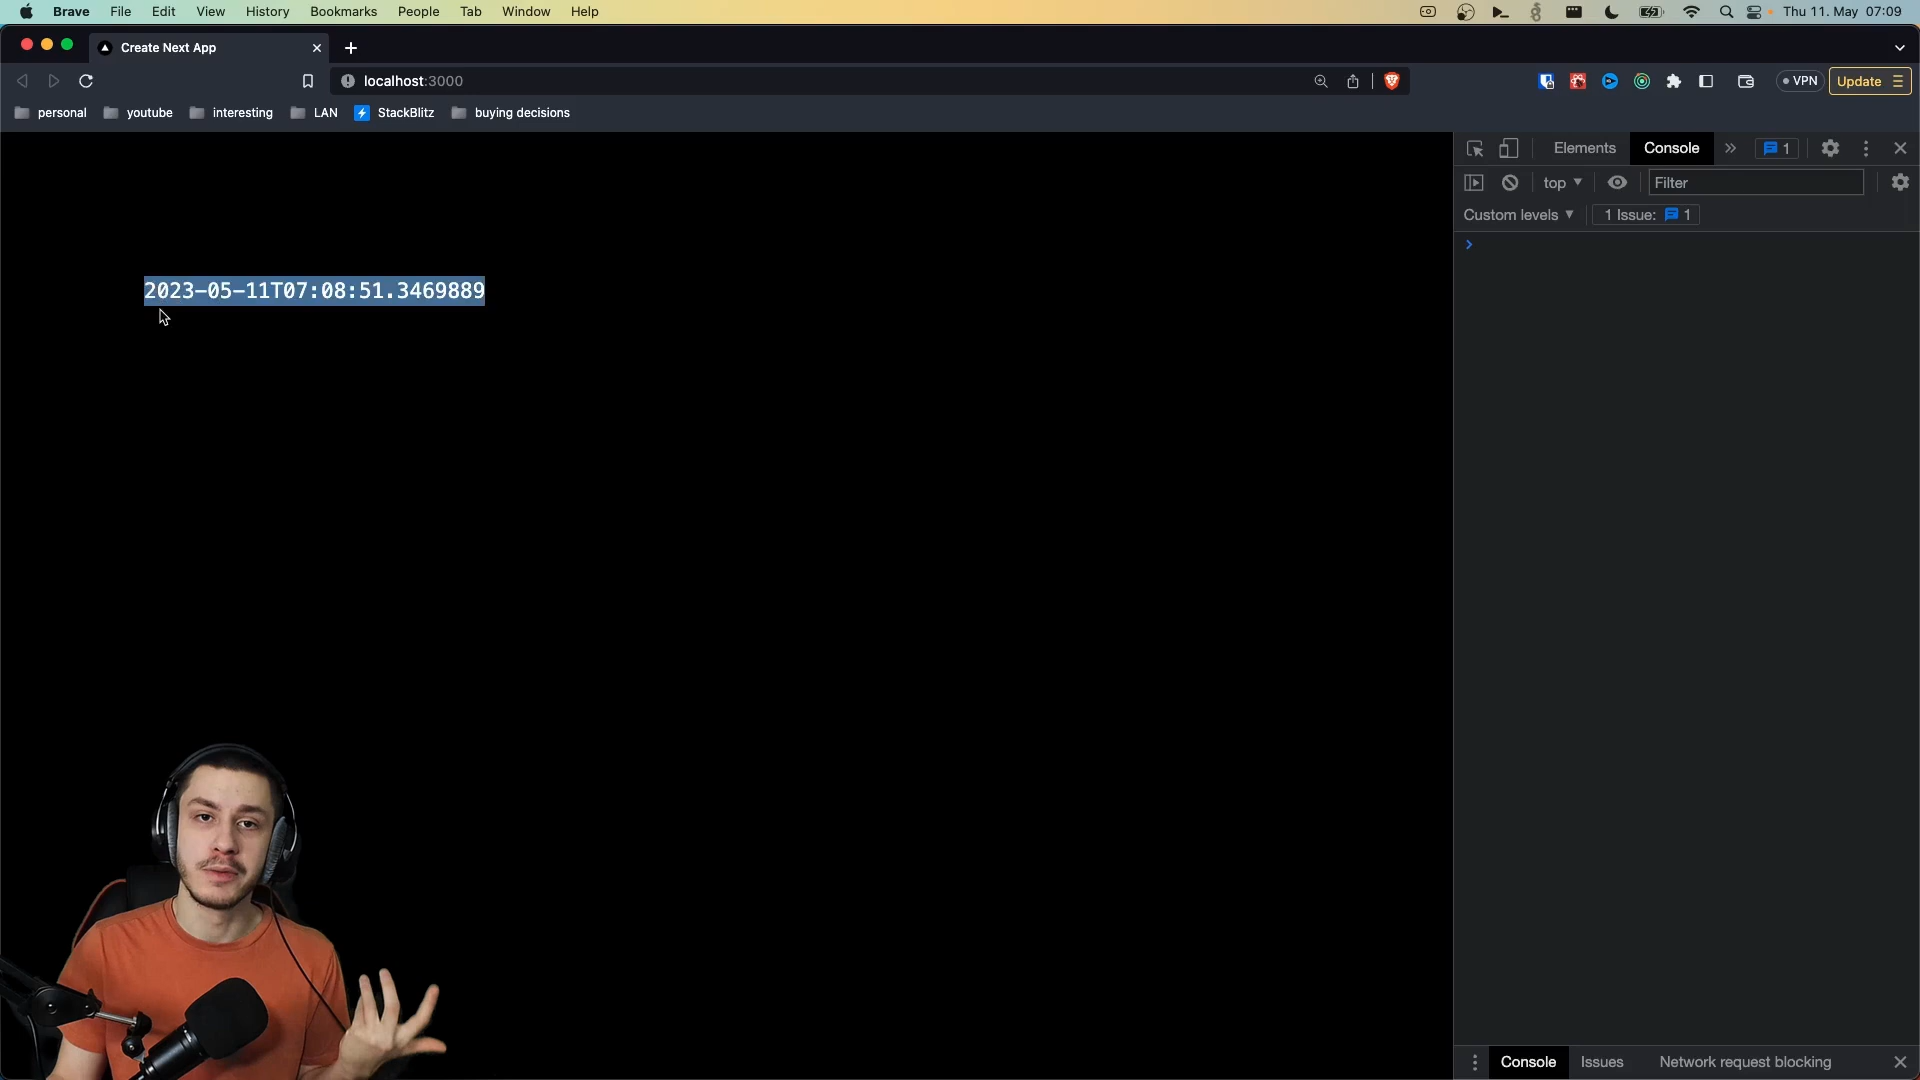 Brave File Edit View History Bookmarks People Tab Window Help Thu 11. May 07:09
Create Next App
localhost:3000 VPN Update
personal youtube interesting LAN StackBlitz buying decisions
Elements Console 1
top Filter
Custom levels 1 Issue: 1
2023-05-11T07:08:51.3469889
Console Issues Network request blocking